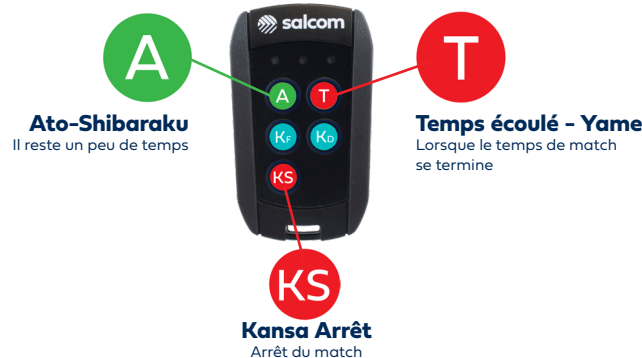 salcom
A
T
A
T
Ato-Shibaraku
Il reste un peu de temps
Temps écoulé - Yame
Lorsque le temps de match
se termine
KF
KD
KS
KS
Kansa Arrêt
Arrêt du match